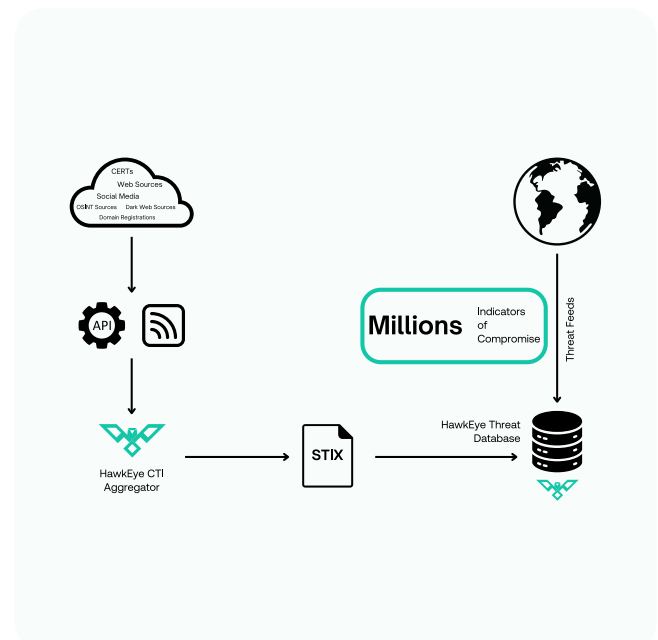 CERTs
Web Sources
Social Media
OSINT Sources Dark Web Sources
Domain Registrations
API
Millions
Indicators
of
Compromise
Threat Feeds
HawkEye CTI
Aggregator
STIX
HawkEye Threat
Database